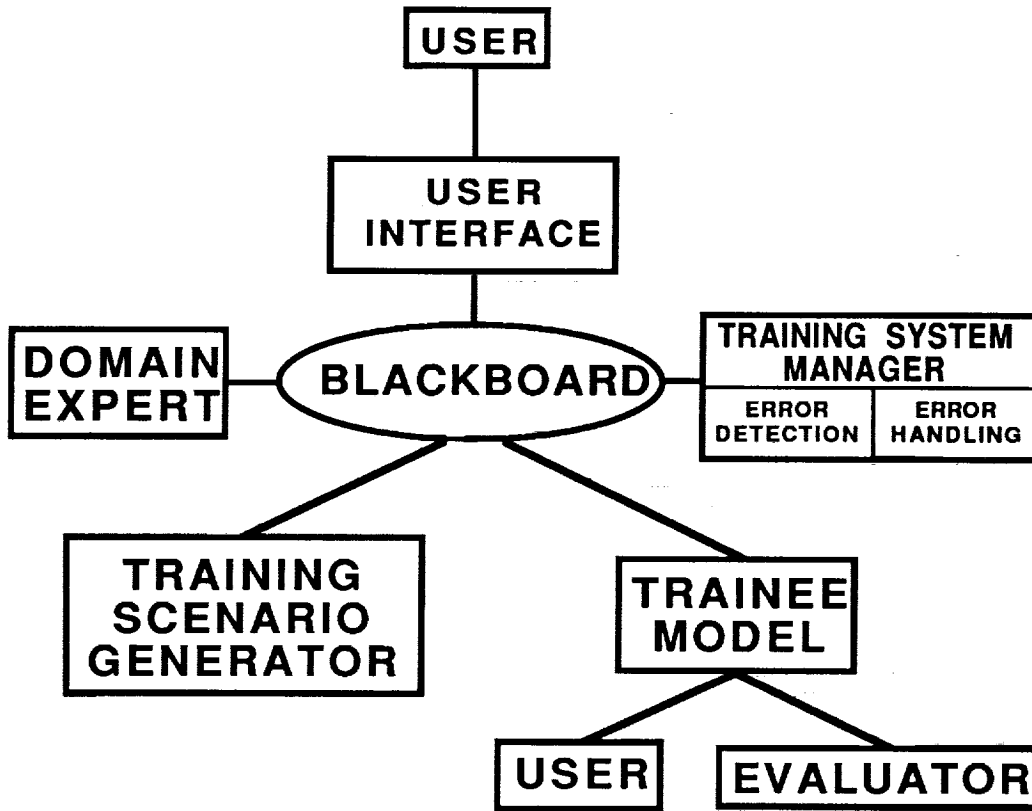 USER
USER
INTERFACE
DOMAIN
EXPERT
BLACKBOARD
TRAINING SYSTEM
MANAGER
ERROR
DETECTION
ERROR
HANDLING
TRAINING
SCENARIO
GENERATOR
TRAINEE
MODEL
USER
EVALUATOR